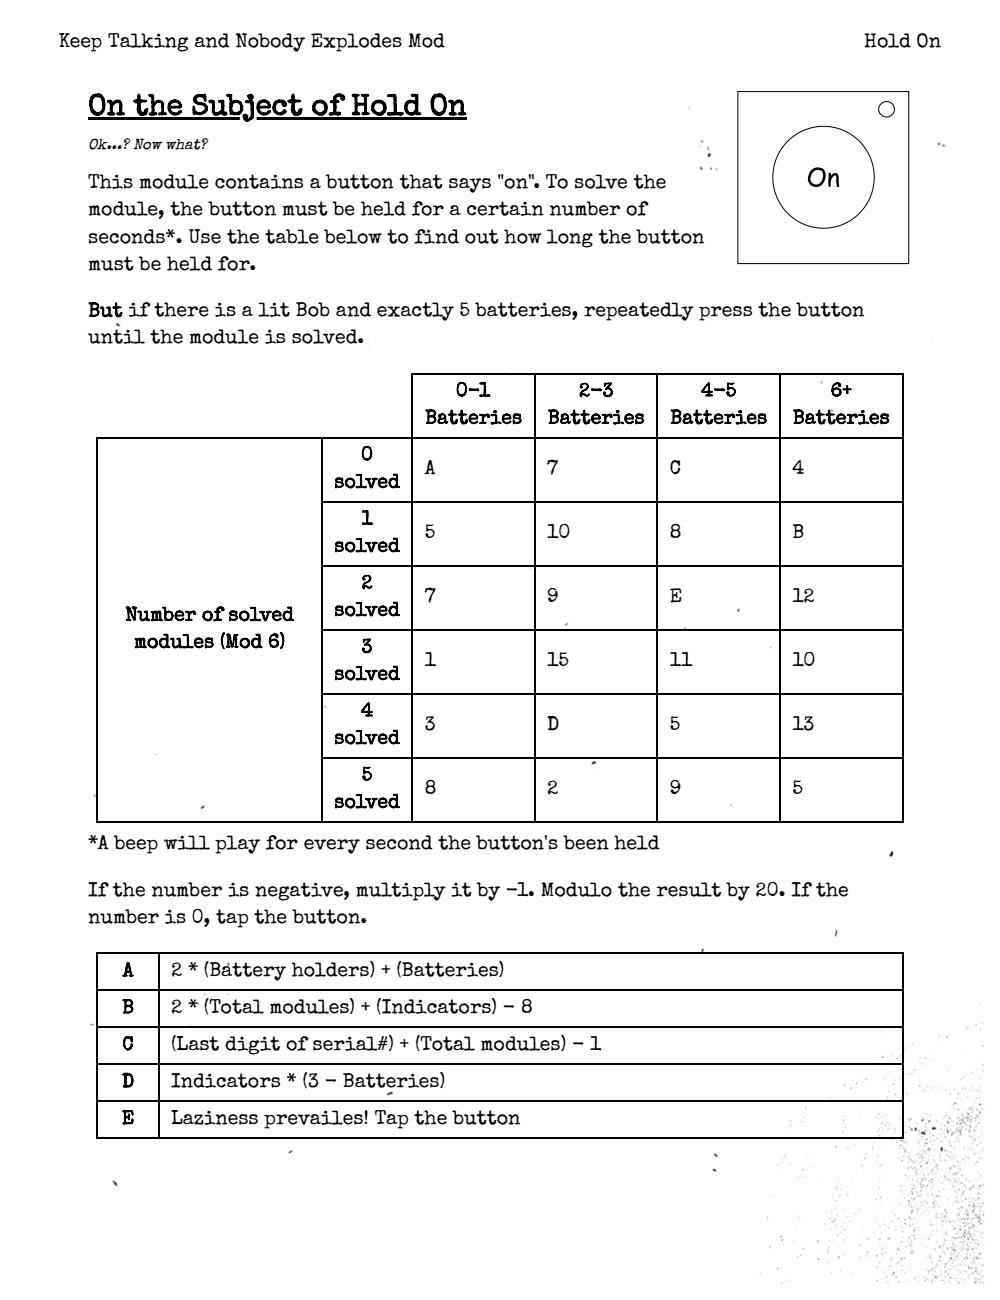 Keep Talking and Nobody Explodes Mod Hold On
On the Subject of Hold On
Ok...? Now what?
This module contains a button that says "on". To solve the
module, the button must be held for a certain number of
seconds*. Use the table below to find out how long the button
must be held for.
On
But if there is a lit Bob and exactly 5 batteries, repeatedly press the button
until the module is solved.
0-1 Batteries 2-3 Batteries 4-5 Batteries 6+ Batteries
Number of solved modules (Mod 6)
0 solved A 7 C 4
1 solved 5 10 8 B
2 solved 7 9 E 12
3 solved 1 15 11 10
4 solved 3 D 5 13
5 solved 8 2 9 5
*A beep will play for every second the button's been held
If the number is negative, multiply it by -1. Modulo the result by 20. If the
number is 0, tap the button.
A 2 * (Battery holders) + (Batteries)
B 2 * (Total modules) + (Indicators) - 8
C (Last digit of serial#) + (Total modules) - 1
D Indicators * (3 - Batteries)
E Laziness prevailes! Tap the button